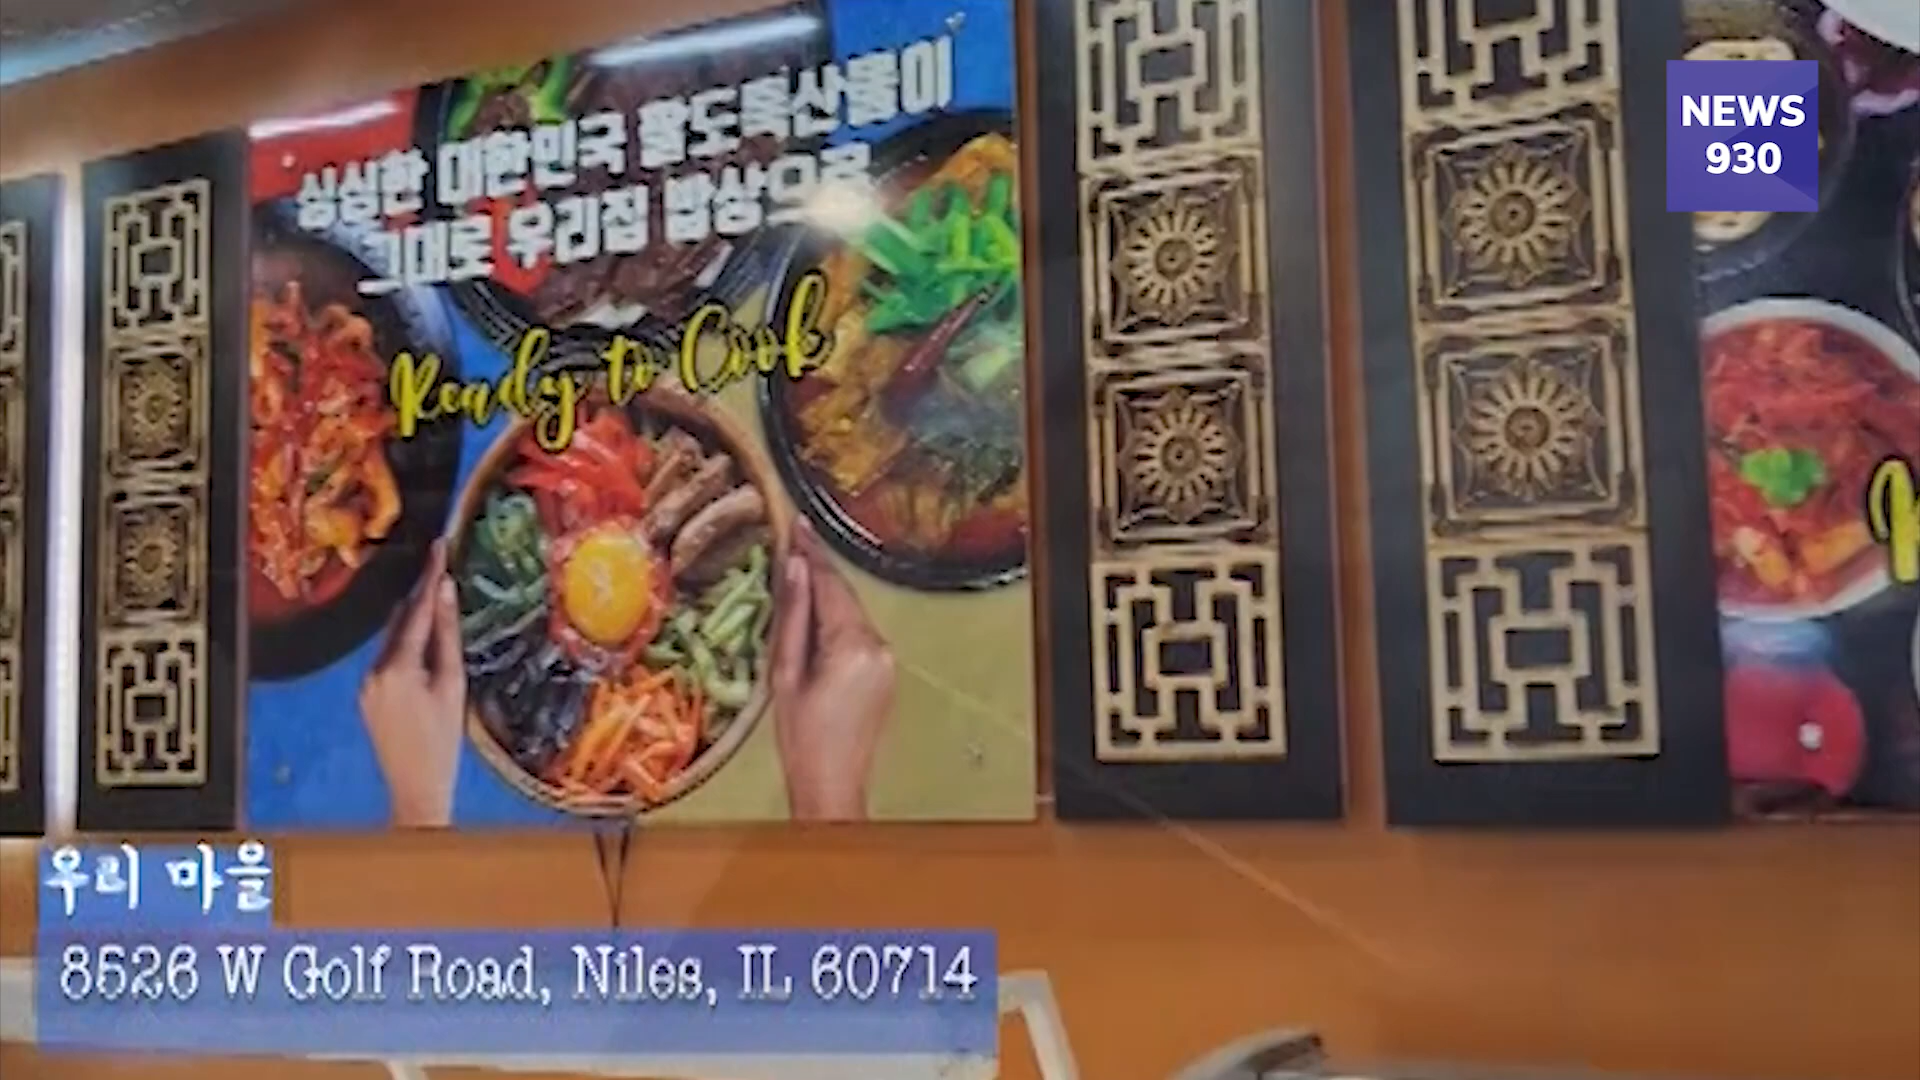 싱싱한 대한민국 팔도특산물이
그대로 우리집 밥상으로
Ready to Cook
NEWS
930
우리 마을
8526 W Golf Road, Niles, IL 60714